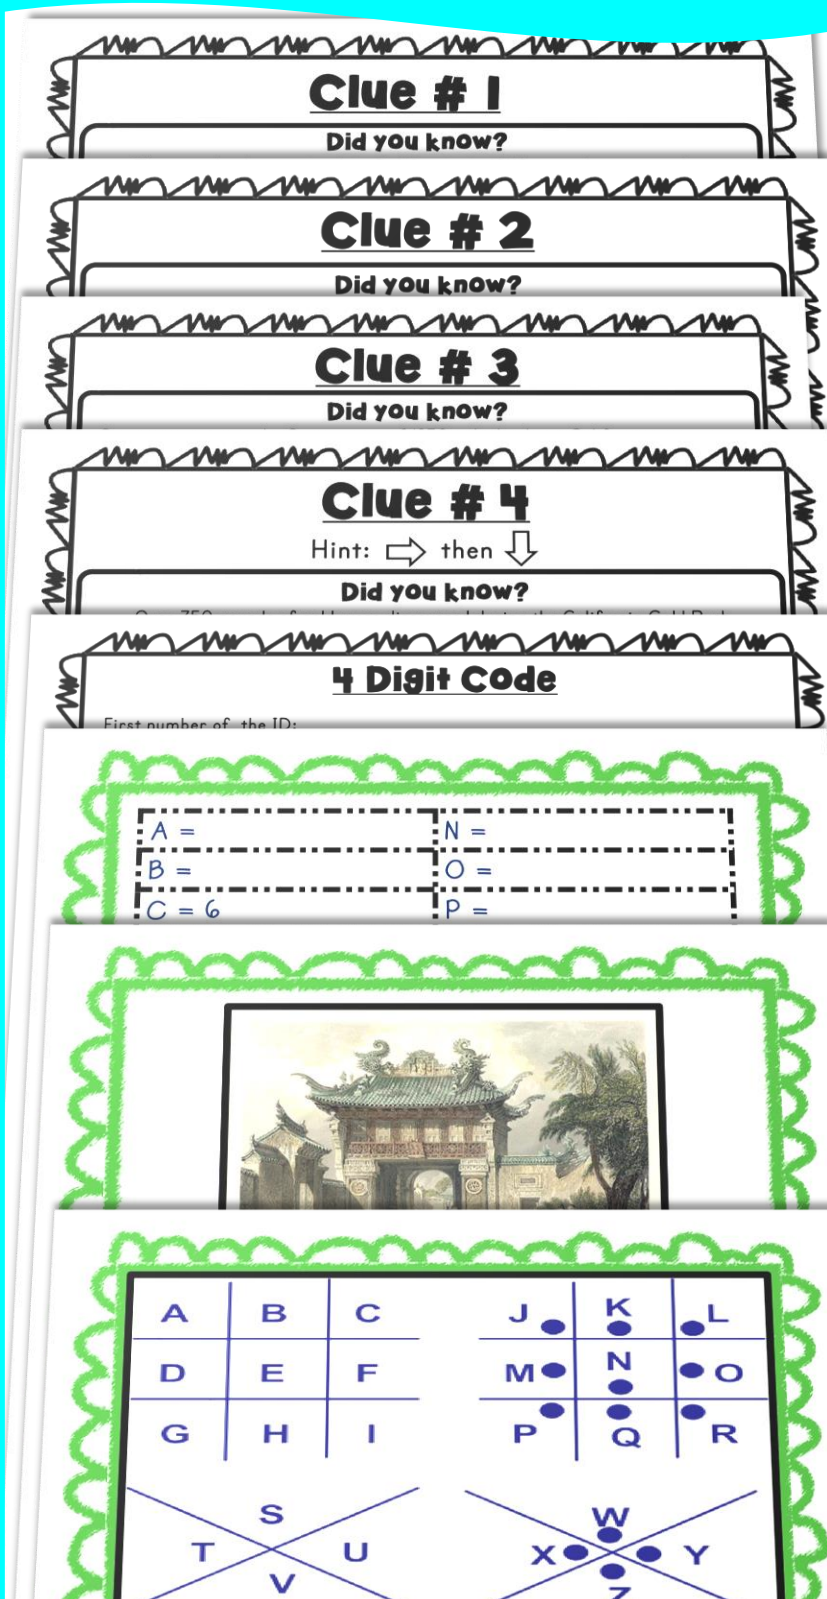 Clue # 1
Did you know?
Clue # 2
Did you know?
Clue # 3
Did you know?
Clue # 4
Hint: then
Did you know?
4 Digit Code
First number of the ID:
A = N =
B = O =
C = 6 P =
A B C J K L
D E F M N O
G H I P Q R
S W
T U X Y
V Z